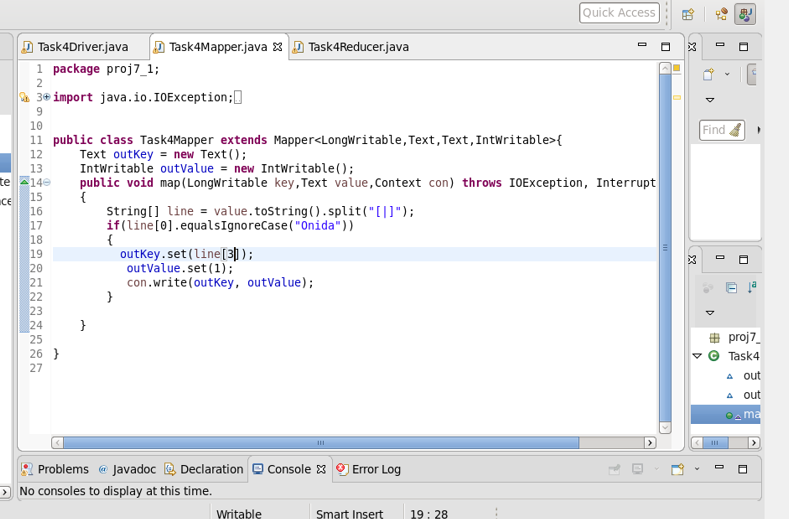 Quick Access
Task4Driver.java
Task4Mapper.java
Task4Reducer.java
1 package proj7_1;
2
3 import java.io.IOException;
9
10
11 public class Task4Mapper extends Mapper<LongWritable,Text,Text,IntWritable>{
12 Text outKey = new Text();
13 IntWritable outValue = new IntWritable();
14 public void map(LongWritable key,Text value,Context con) throws IOException, Interrupt
15 {
16 String[] line = value.toString().split("[|]");
17 if(line[0].equalsIgnoreCase("Onida"))
18 {
19 outKey.set(line[3]);
20 outValue.set(1);
21 con.write(outKey, outValue);
22 }
23
24 }
25
26 }
27
Find
proj7_
Task4
out
out
ma
Problems
Javadoc
Declaration
Console
Error Log
No consoles to display at this time.
Writable
Smart Insert
19 : 28